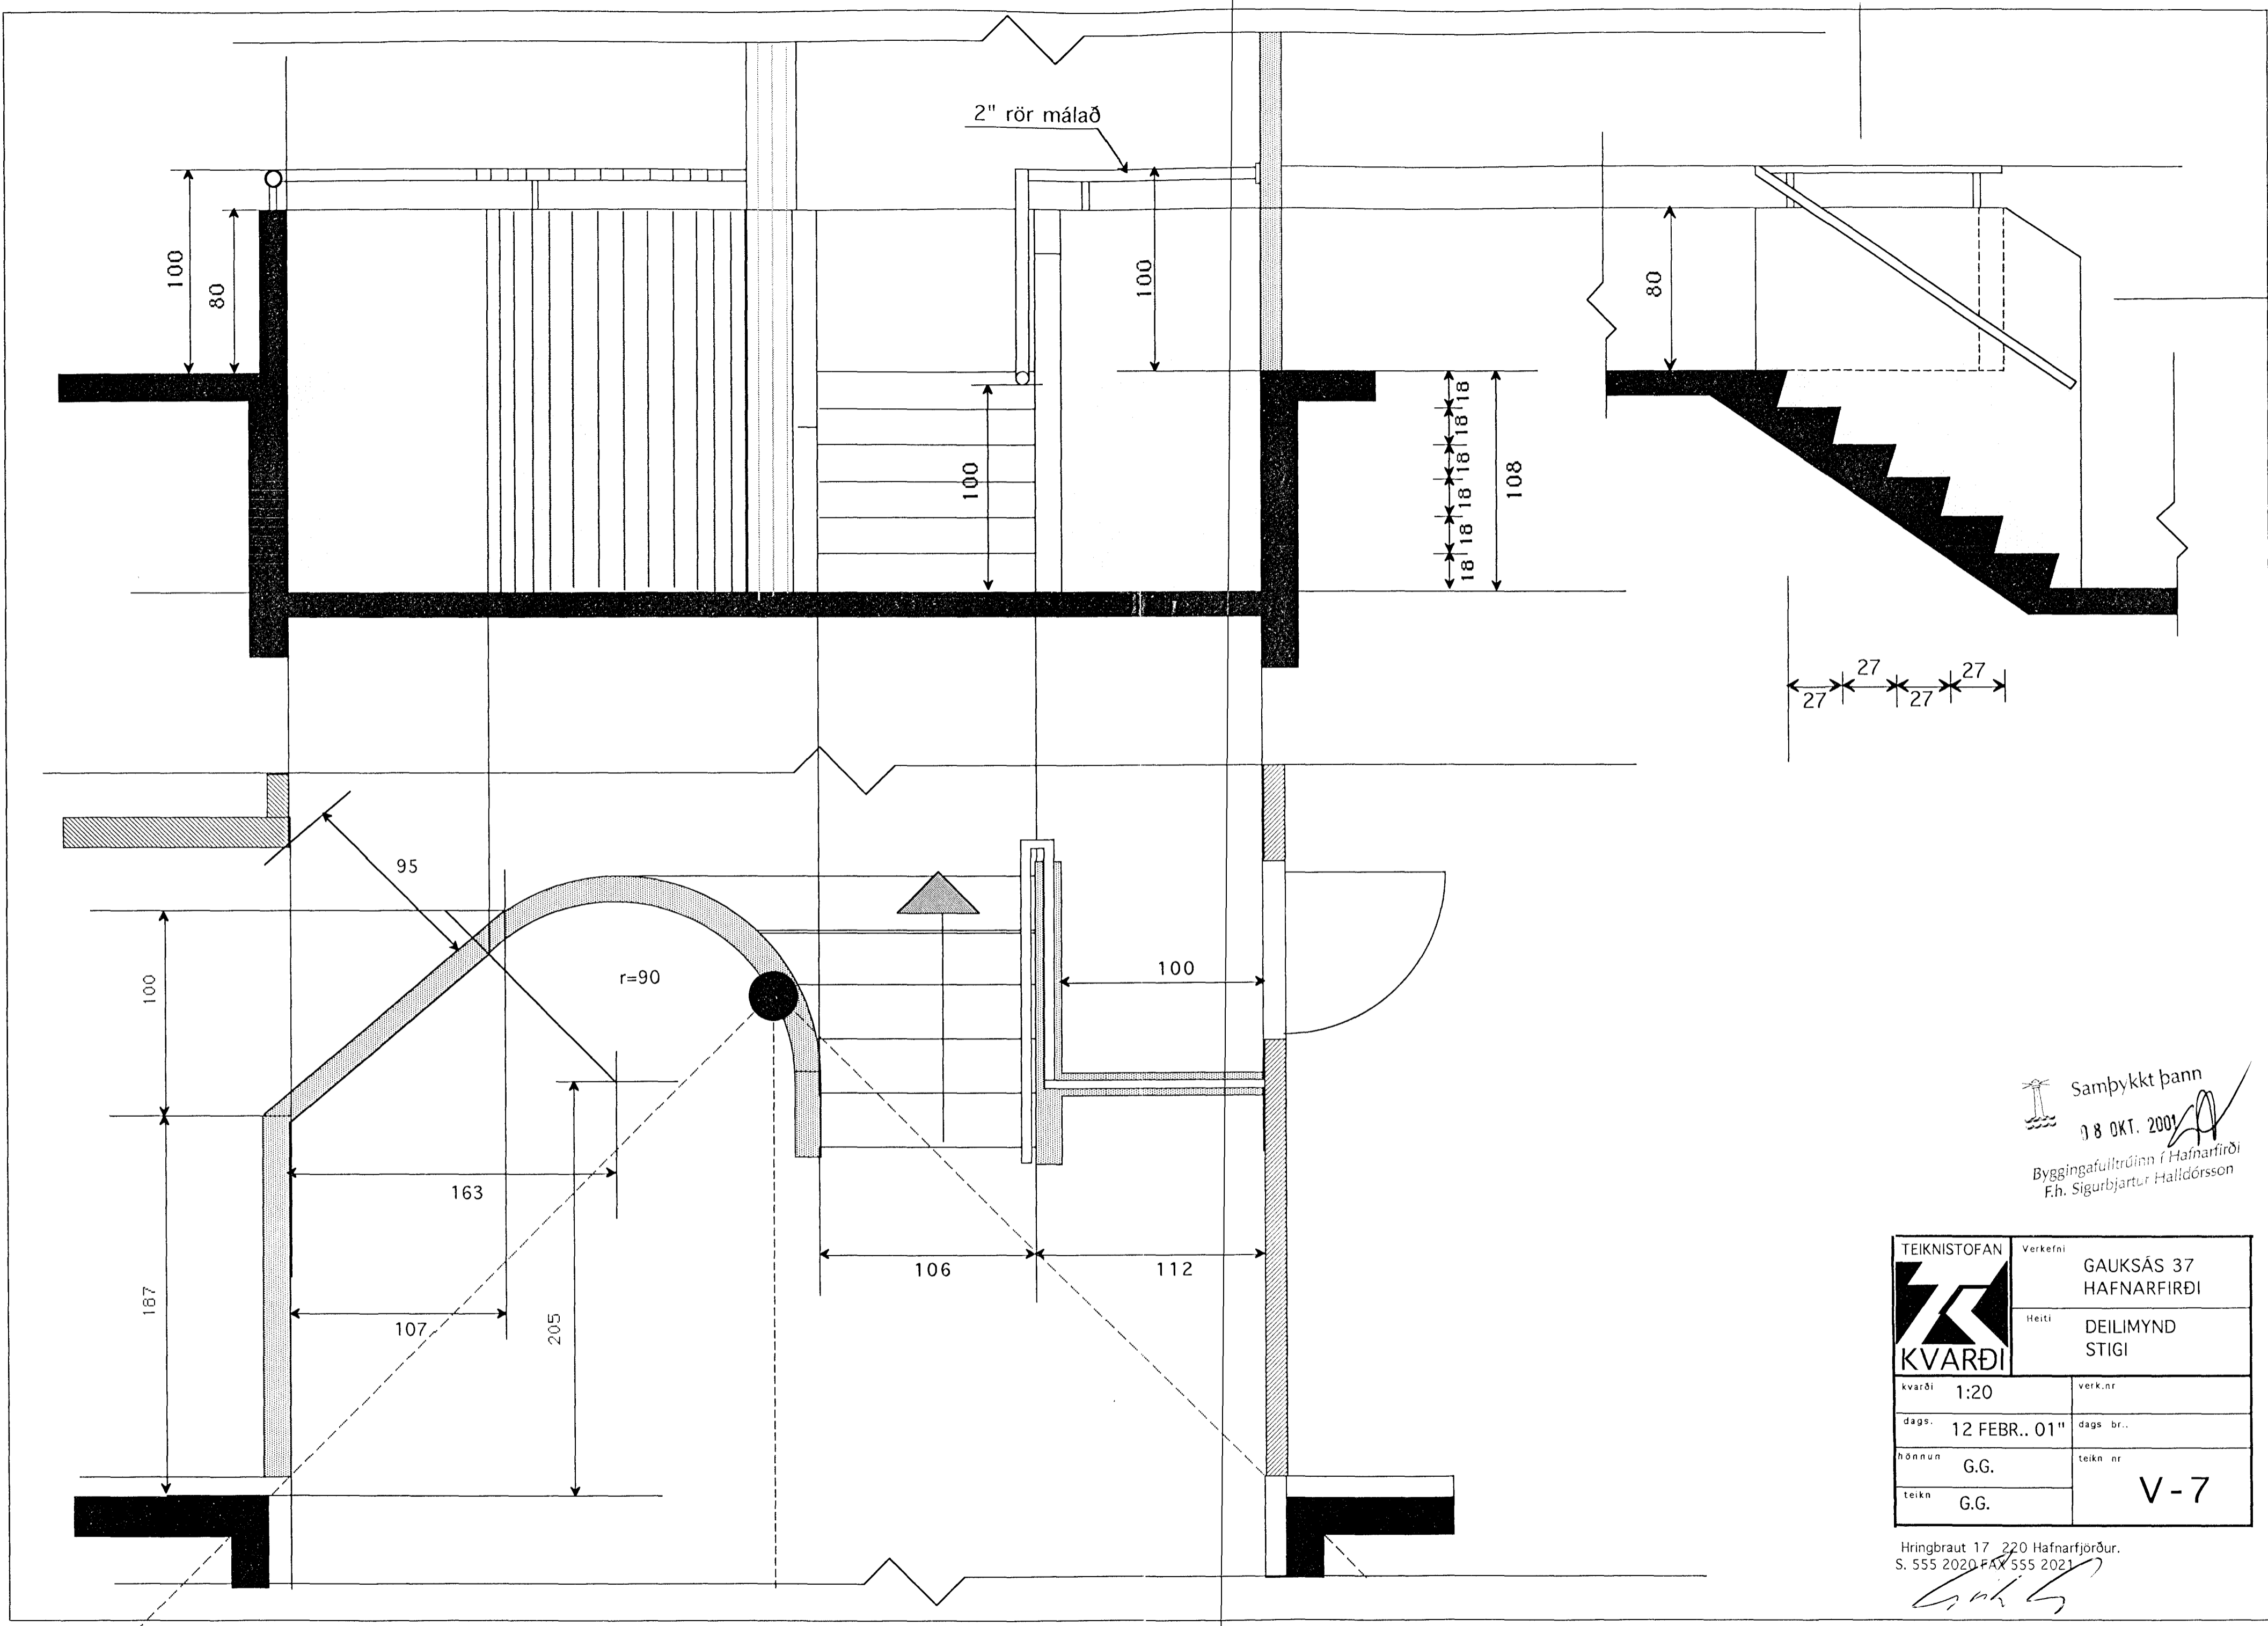 2" rör málað
100
80
100
80
100
18 18 18 18 18 18
108
27 27 27 27
95
100
r=90
100
163
187
107
205
106
112
Samþykkt þann
08 OKT. 2001
Byggingafulltrúinn í Hafnarfirði
F.h. Sigurbjartur Halldórsson
TEIKNISTOFAN
KVARÐI
Verkefni
GAUKSÁS 37
HAFNARFIRÐI
Heiti
DEILIMYND
STIGI
kvarði 1:20
verk.nr
dags. 12 FEBR.. 01"
dags br..
hönnun G.G.
teikn nr
V-7
teikn G.G.
Hringbraut 17 220 Hafnarfjörður.
S. 555 2020 FAX 555 2021